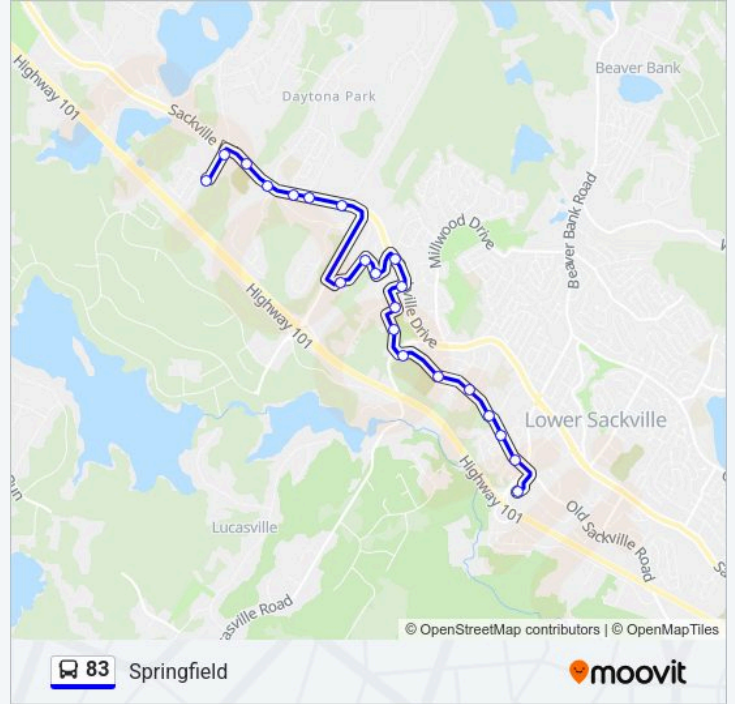 Beaver Bank
Highway 101
Daytona Park
Sackville
Millwood Drive
Beaver Bank Road
Highway 101
ville Drive
Lower Sackville
Highway 101
Lucasville
Old Sackville Road
asville Road
© OpenStreetMap contributors | © OpenMapTiles
83 Springfield
moovit